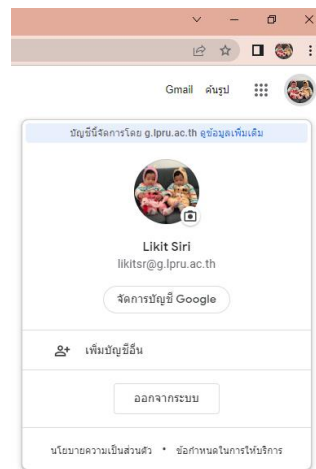 Gmail ค้นรูป
บัญชีนี้จัดการโดย g.lpru.ac.th ดูข้อมูลเพิ่มเติม
Likit Siri
likitsr@g.lpru.ac.th
จัดการบัญชี Google
เพิ่มบัญชีอื่น
ออกจากระบบ
นโยบายความเป็นส่วนตัว • ข้อกำหนดในการให้บริการ